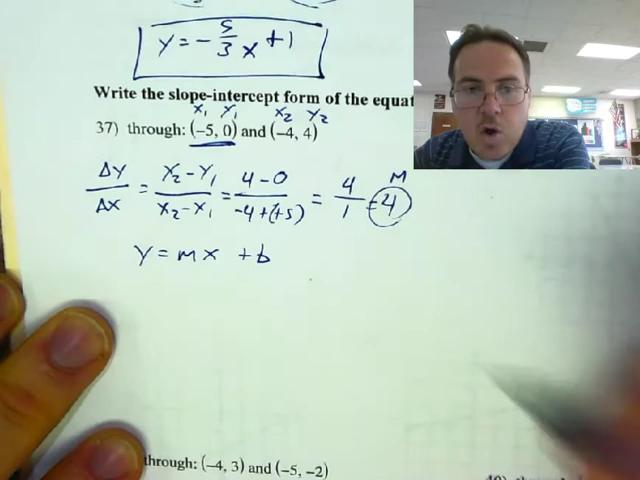 y = - 5/3 x + 1
Write the slope-intercept form of the equat
x₁ y₁ x₂ y₂
37) through: (−5, 0) and (−4, 4)
ΔY/ΔX = Y₂-Y₁/X₂-X₁ = 4-0/-4+(+5) = 4/1 = 4
M
y = mx + b
through: (−4, 3) and (−5, −2)